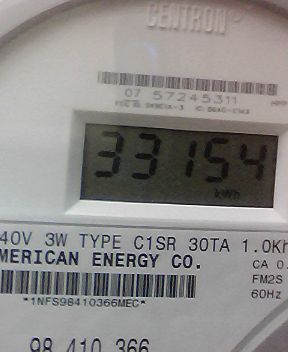 CENTRON
07 57245311
33154
kWh
40V 3W TYPE C1SR 30TA 1.0Kh
MERICAN ENERGY CO.
CA 0.
FM2S
*1NFS98410366MEC*
60Hz
98 410 366